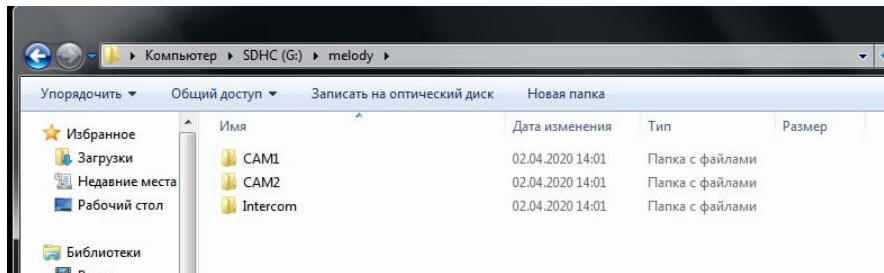 Компьютер ▸ SDHC (G:) ▸ melody ▸
Упорядочить ▾ Общий доступ ▾ Записать на оптический диск Новая папка
Избранное
Загрузки
Недавние места
Рабочий стол
Библиотеки
Имя Дата изменения Тип Размер
CAM1 02.04.2020 14:01 Папка с файлами
CAM2 02.04.2020 14:01 Папка с файлами
Intercom 02.04.2020 14:01 Папка с файлами